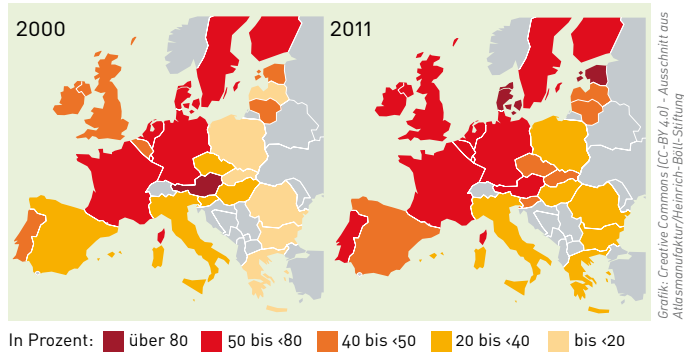 2000
2011
In Prozent: über 80 50 bis <80 40 bis <50 20 bis <40 bis <20
Grafik: Creative Commons (CC-BY 4.0) - Ausschnitt aus
Atlasmanufaktur/Heinrich-Böll-Stiftung